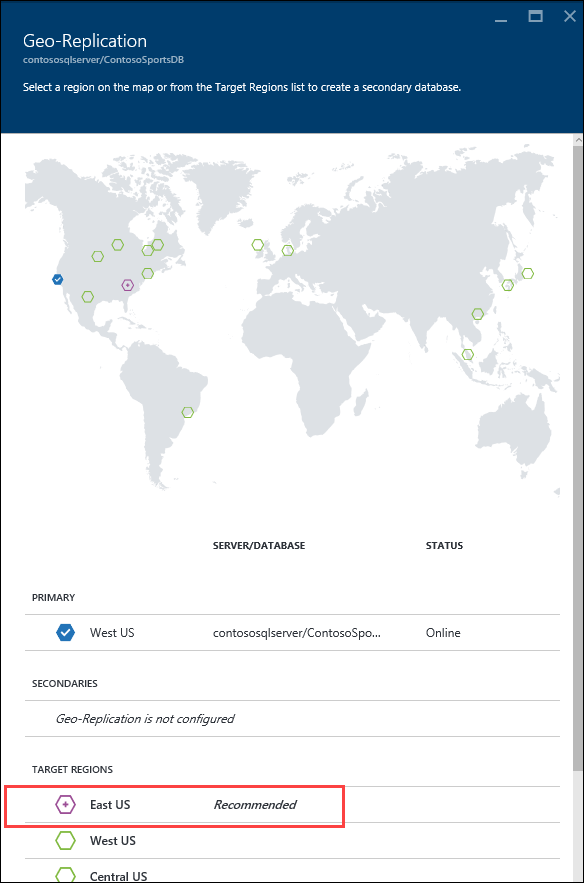 Geo-Replication
contososqlserver/ContosoSportsDB
Select a region on the map or from the Target Regions list to create a secondary database.
SERVER/DATABASE STATUS
PRIMARY
West US contososqlserver/ContosoSpo... Online
SECONDARIES
Geo-Replication is not configured
TARGET REGIONS
East US Recommended
West US
Central US